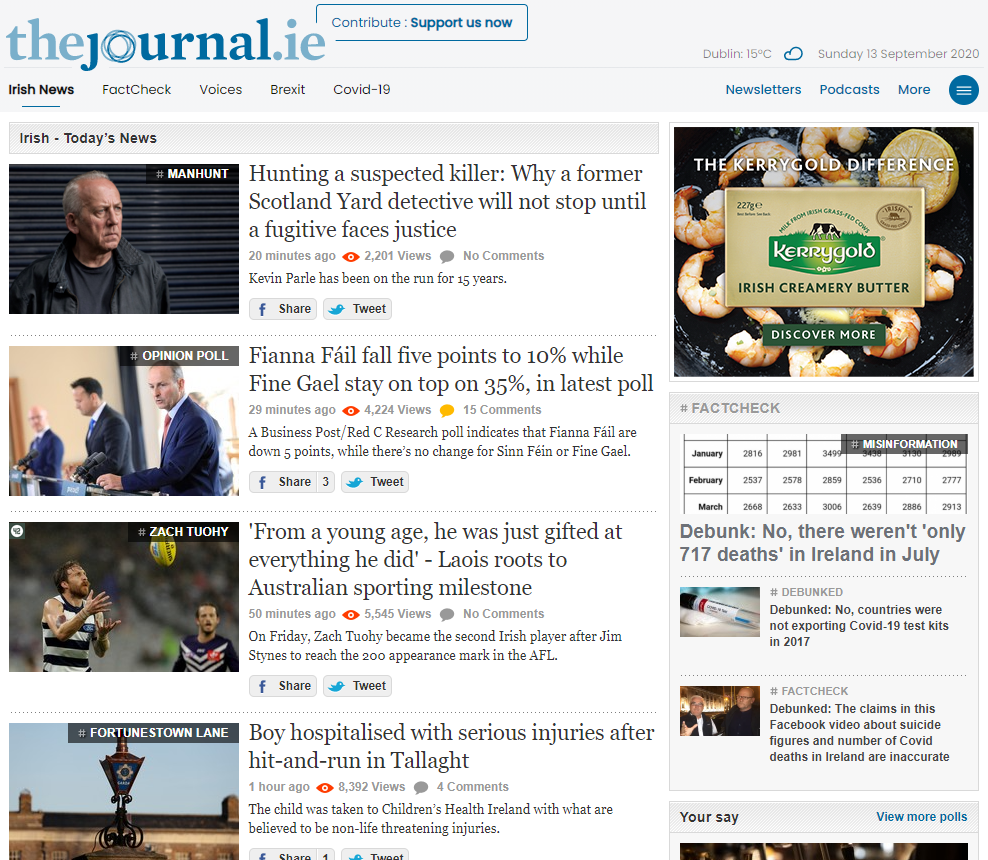 thejournal.ie
Contribute : Support us now
Dublin: 15°C Sunday 13 September 2020
Irish News FactCheck Voices Brexit Covid-19
Newsletters Podcasts More
Irish - Today's News
# MANHUNT
Hunting a suspected killer: Why a former
Scotland Yard detective will not stop until
a fugitive faces justice
20 minutes ago 2,201 Views No Comments
Kevin Parle has been on the run for 15 years.
Share Tweet
# OPINION POLL
Fianna Fáil fall five points to 10% while
Fine Gael stay on top on 35%, in latest poll
29 minutes ago 4,224 Views 15 Comments
A Business Post/Red C Research poll indicates that Fianna Fáil are
down 5 points, while there's no change for Sinn Féin or Fine Gael.
Share 3 Tweet
42
# ZACH TUOHY
'From a young age, he was just gifted at
everything he did' - Laois roots to
Australian sporting milestone
50 minutes ago 5,545 Views No Comments
On Friday, Zach Tuohy became the second Irish player after Jim
Stynes to reach the 200 appearance mark in the AFL.
Share Tweet
# FORTUNESTOWN LANE
GARDA
Boy hospitalised with serious injuries after
hit-and-run in Tallaght
1 hour ago 8,392 Views 4 Comments
The child was taken to Children's Health Ireland with what are
believed to be non-life threatening injuries.
Share 1 Tweet
THE KERRYGOLD DIFFERENCE
227g e
MILK FROM IRISH GRASS-FED COWS
IRISH
Kerrygold
IRISH CREAMERY BUTTER
DISCOVER MORE
# FACTCHECK
# MISINFORMATION
January 2816 2981 3499 3438 3130 2989
February 2537 2578 2859 2536 2710 2777
March 2668 2633 3006 2639 2886 2913
Debunk: No, there weren't 'only
717 deaths' in Ireland in July
# DEBUNKED
Debunked: No, countries were
not exporting Covid-19 test kits
in 2017
# FACTCHECK
Debunked: The claims in this
Facebook video about suicide
figures and number of Covid
deaths in Ireland are inaccurate
Your say View more polls